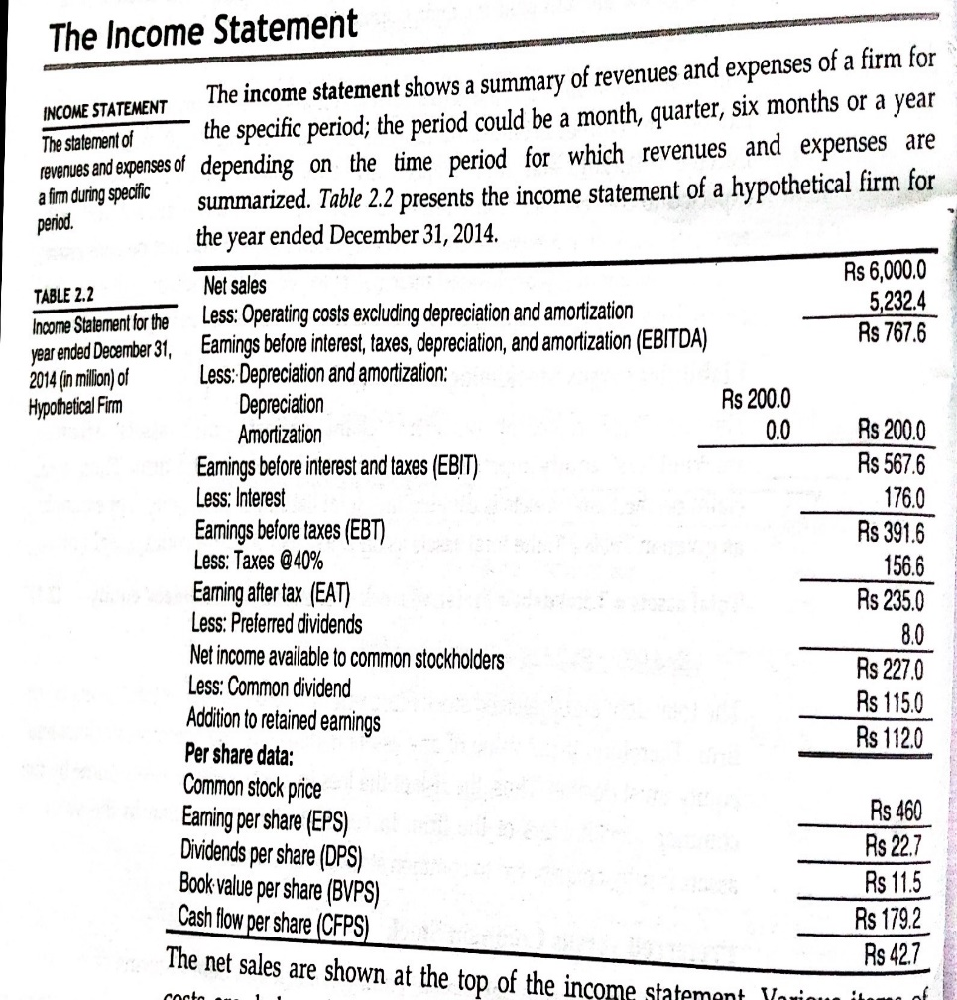 The Income Statement
INCOME STATEMENT
The statement of
revenues and expenses of
a firm during specific
period.
The income statement shows a summary of revenues and expenses of a firm for
the specific period; the period could be a month, quarter, six months or a year
depending on the time period for which revenues and expenses are
summarized. Table 2.2 presents the income statement of a hypothetical firm for
the year ended December 31, 2014.
TABLE 2.2
Income Statement for the
year ended December 31,
2014 (in million) of
Hypothetical Firm
Net sales Rs 6,000.0
Less: Operating costs excluding depreciation and amortization 5,232.4
Earnings before interest, taxes, depreciation, and amortization (EBITDA) Rs 767.6
Less: Depreciation and amortization:
Depreciation Rs 200.0
Amortization 0.0 Rs 200.0
Earnings before interest and taxes (EBIT) Rs 567.6
Less: Interest 176.0
Earnings before taxes (EBT) Rs 391.6
Less: Taxes @40% 156.6
Earning after tax (EAT) Rs 235.0
Less: Preferred dividends 8.0
Net income available to common stockholders Rs 227.0
Less: Common dividend Rs 115.0
Addition to retained earnings Rs 112.0
Per share data:
Common stock price Rs 460
Earning per share (EPS) Rs 22.7
Dividends per share (DPS) Rs 11.5
Book value per share (BVPS) Rs 179.2
Cash flow per share (CFPS) Rs 42.7
The net sales are shown at the top of the income statement. Various items of
costs